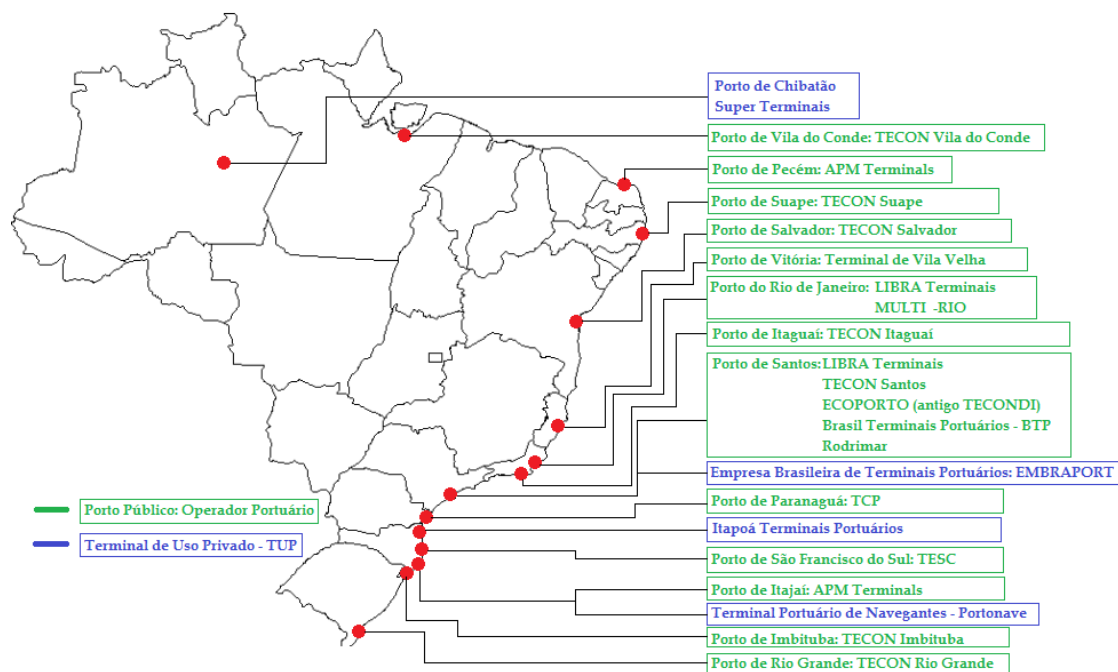 Porto de Chibatão
Super Terminais
Porto de Vila do Conde: TECON Vila do Conde
Porto de Pecém: APM Terminals
Porto de Suape: TECON Suape
Porto de Salvador: TECON Salvador
Porto de Vitória: Terminal de Vila Velha
Porto do Rio de Janeiro: LIBRA Terminais
MULTI -RIO
Porto de Itaguaí: TECON Itaguaí
Porto de Santos: LIBRA Terminais
TECON Santos
ECOPORTO (antigo TECONDI)
Brasil Terminais Portuários - BTP
Rodrimar
Empresa Brasileira de Terminais Portuários: EMBRAPORT
Porto de Paranaguá: TCP
Itapoá Terminais Portuários
Porto de São Francisco do Sul: TESC
Porto de Itajaí: APM Terminals
Terminal Portuário de Navegantes - Portonave
Porto de Imbituba: TECON Imbituba
Porto de Rio Grande: TECON Rio Grande
Porto Público: Operador Portuário
Terminal de Uso Privado - TUP